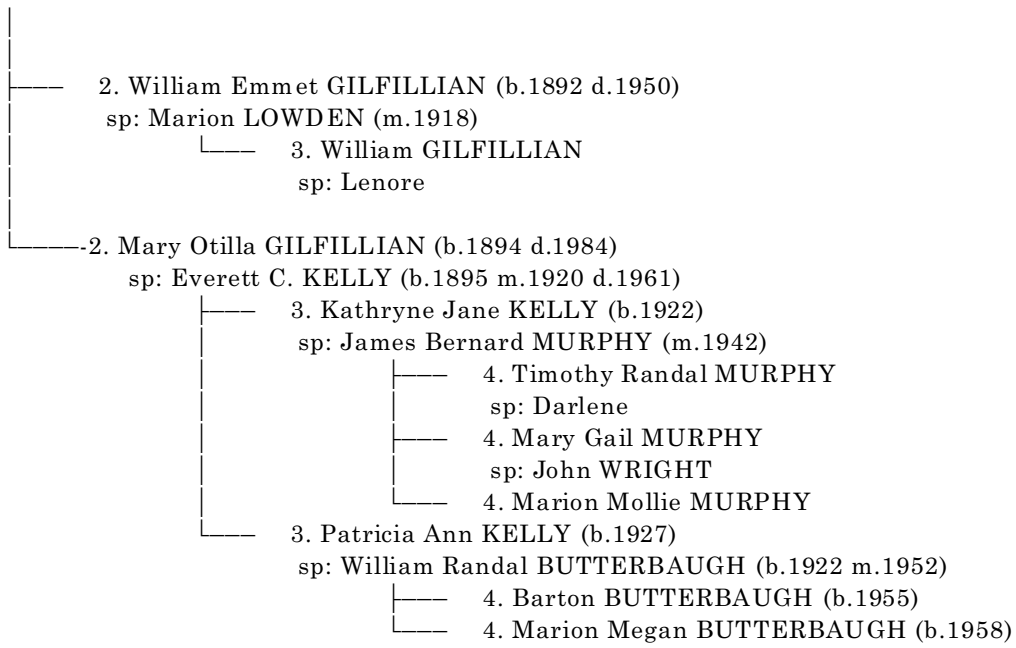 2. William Emmet GILFILLIAN (b.1892 d.1950)
sp: Marion LOWDEN (m.1918)
3. William GILFILLIAN
sp: Lenore
2. Mary Otilla GILFILLIAN (b.1894 d.1984)
sp: Everett C. KELLY (b.1895 m.1920 d.1961)
3. Kathryne Jane KELLY (b.1922)
sp: James Bernard MURPHY (m.1942)
4. Timothy Randal MURPHY
sp: Darlene
4. Mary Gail MURPHY
sp: John WRIGHT
4. Marion Mollie MURPHY
3. Patricia Ann KELLY (b.1927)
sp: William Randal BUTTERBAUGH (b.1922 m.1952)
4. Barton BUTTERBAUGH (b.1955)
4. Marion Megan BUTTERBAUGH (b.1958)